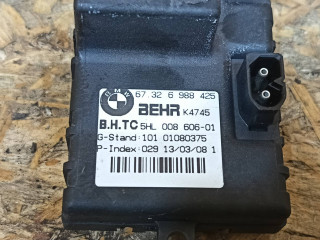 BMW
67.32 6 988 425
BEHR K4745
B.H.TC 5HL 008 606-01
G-Stand: 101 01080375
P-Index: 029 13/03/08 1